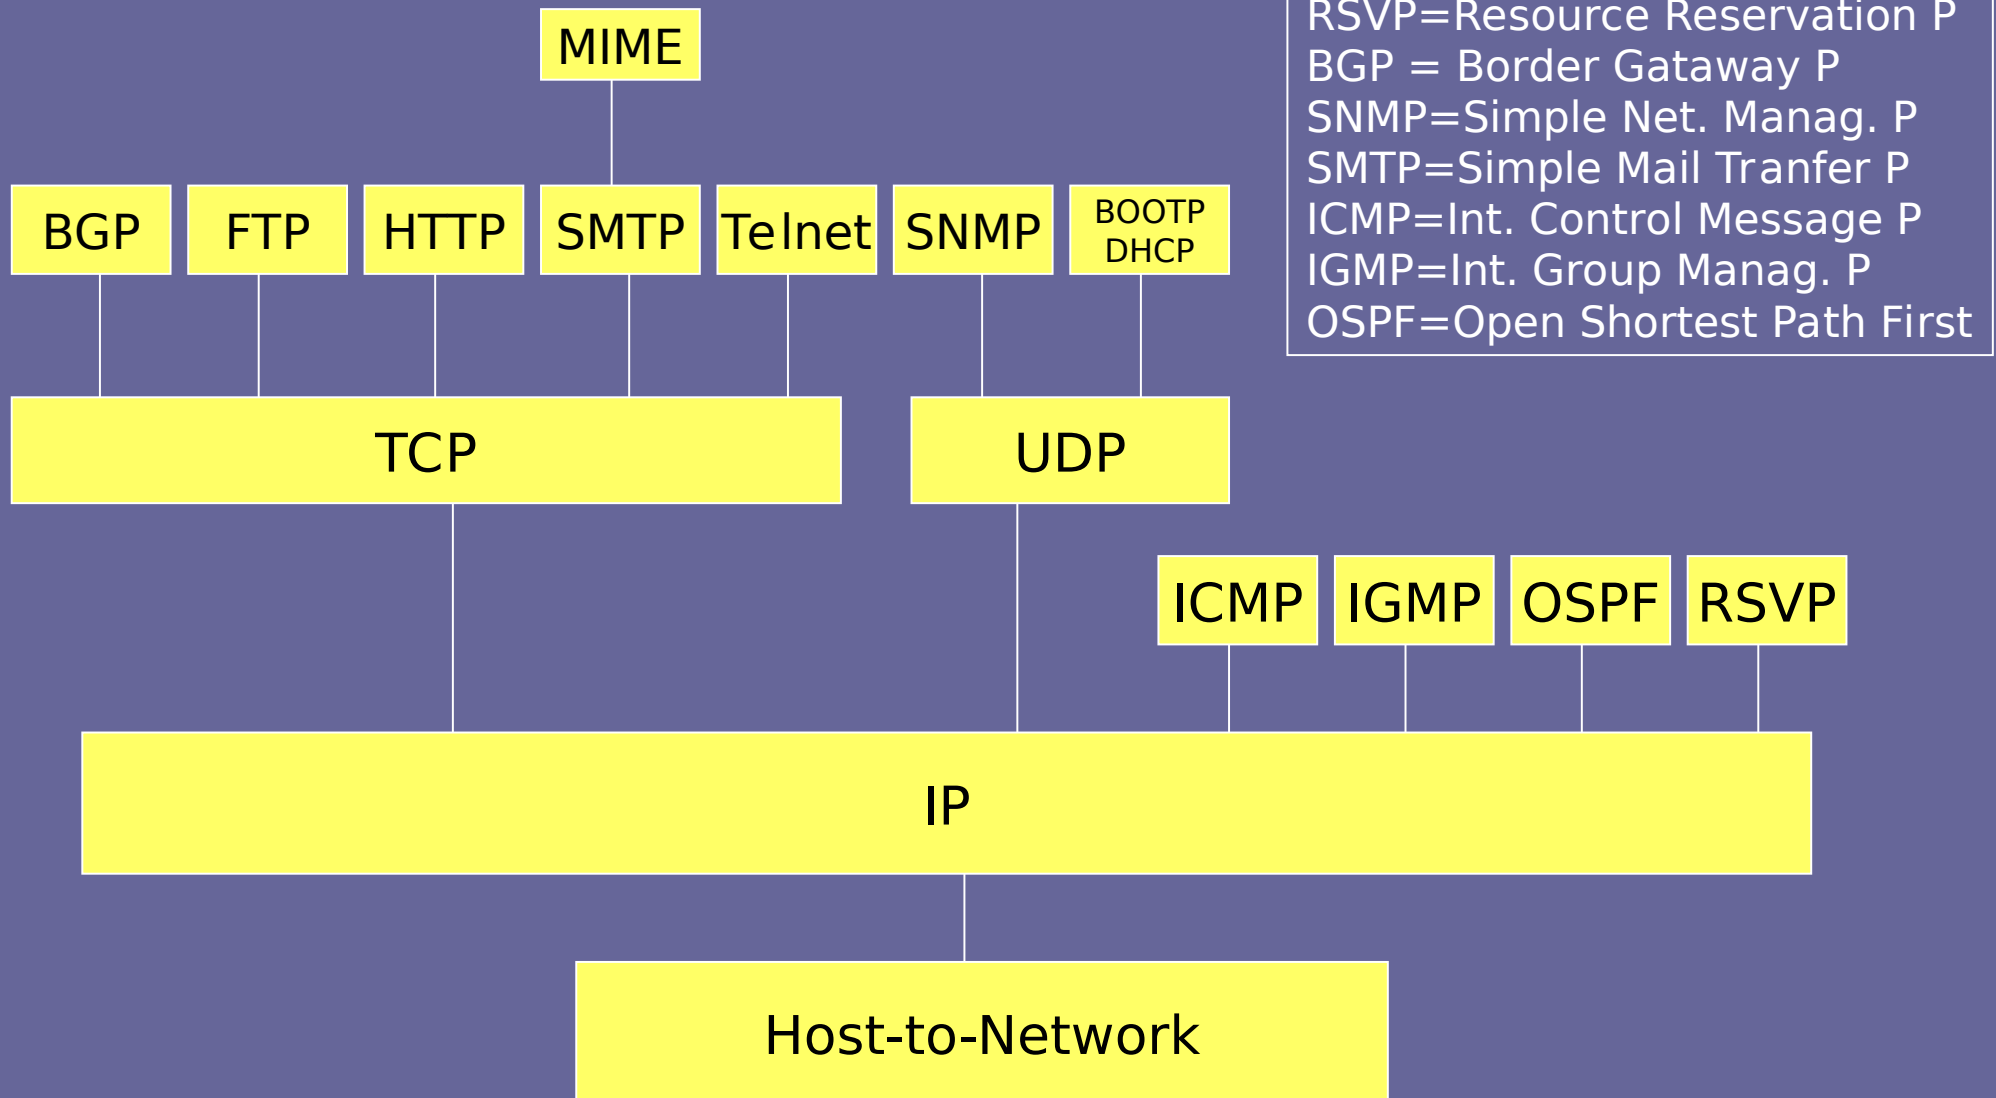 MIME
RSVP=Resource Reservation P
BGP = Border Gataway P
SNMP=Simple Net. Manag. P
SMTP=Simple Mail Tranfer P
ICMP=Int. Control Message P
IGMP=Int. Group Manag. P
OSPF=Open Shortest Path First
BGP
FTP
HTTP
SMTP
Telnet
SNMP
BOOTP
DHCP
TCP
UDP
ICMP
IGMP
OSPF
RSVP
IP
Host-to-Network